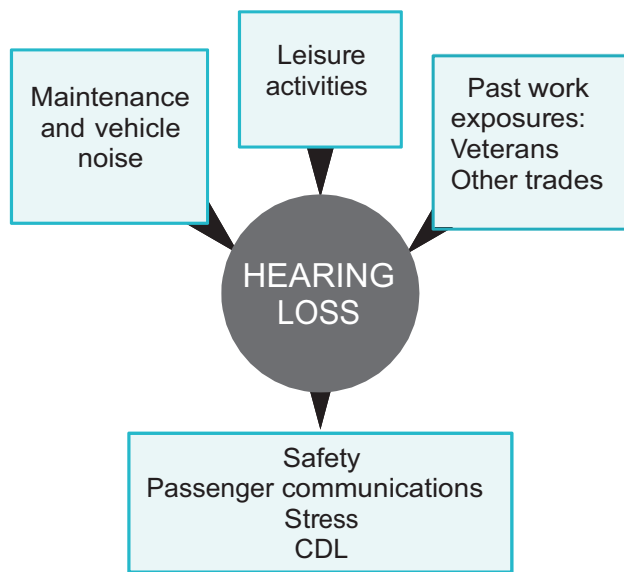 Maintenance
and vehicle
noise
Leisure
activities
Past work
exposures:
Veterans
Other trades
HEARING
LOSS
Safety
Passenger communications
Stress
CDL